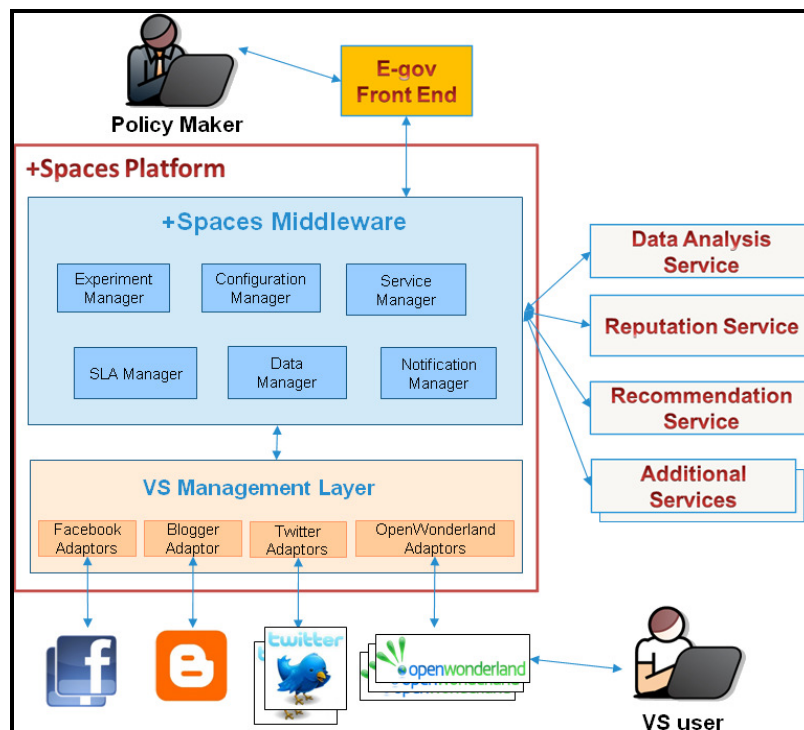 E-gov
Front End
Policy Maker
+Spaces Platform
+Spaces Middleware
Experiment
Manager
Configuration
Manager
Service
Manager
SLA Manager
Data
Manager
Notification
Manager
Data Analysis
Service
Reputation Service
Recommendation
Service
Additional
Services
VS Management Layer
Facebook
Adaptors
Blogger
Adaptor
Twitter
Adaptors
OpenWonderland
Adaptors
twitter
openwonderland
VS user